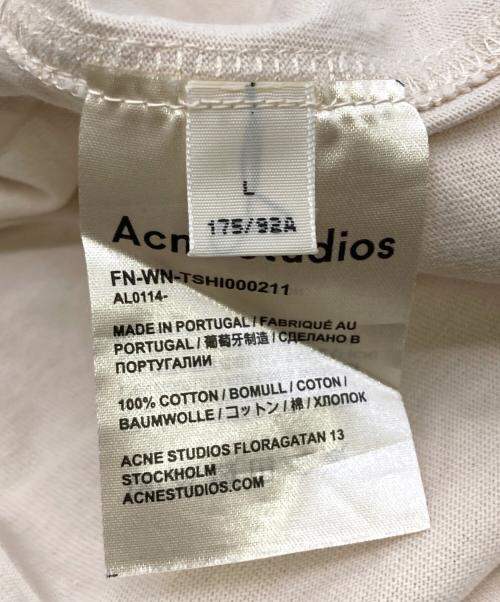 L
175/92A
Acne Studios
FN-WN-TSHI000211
AL0114-
MADE IN PORTUGAL / FABRIQUÉ AU
PORTUGAL / 葡萄牙制造 / СДЕЛАНО В
ПОРТУГАЛИИ
100% COTTON / BOMULL / COTON /
BAUMWOLLE / コットン / 棉 / ХЛОПОК
ACNE STUDIOS FLORAGATAN 13
STOCKHOLM
ACNESTUDIOS.COM